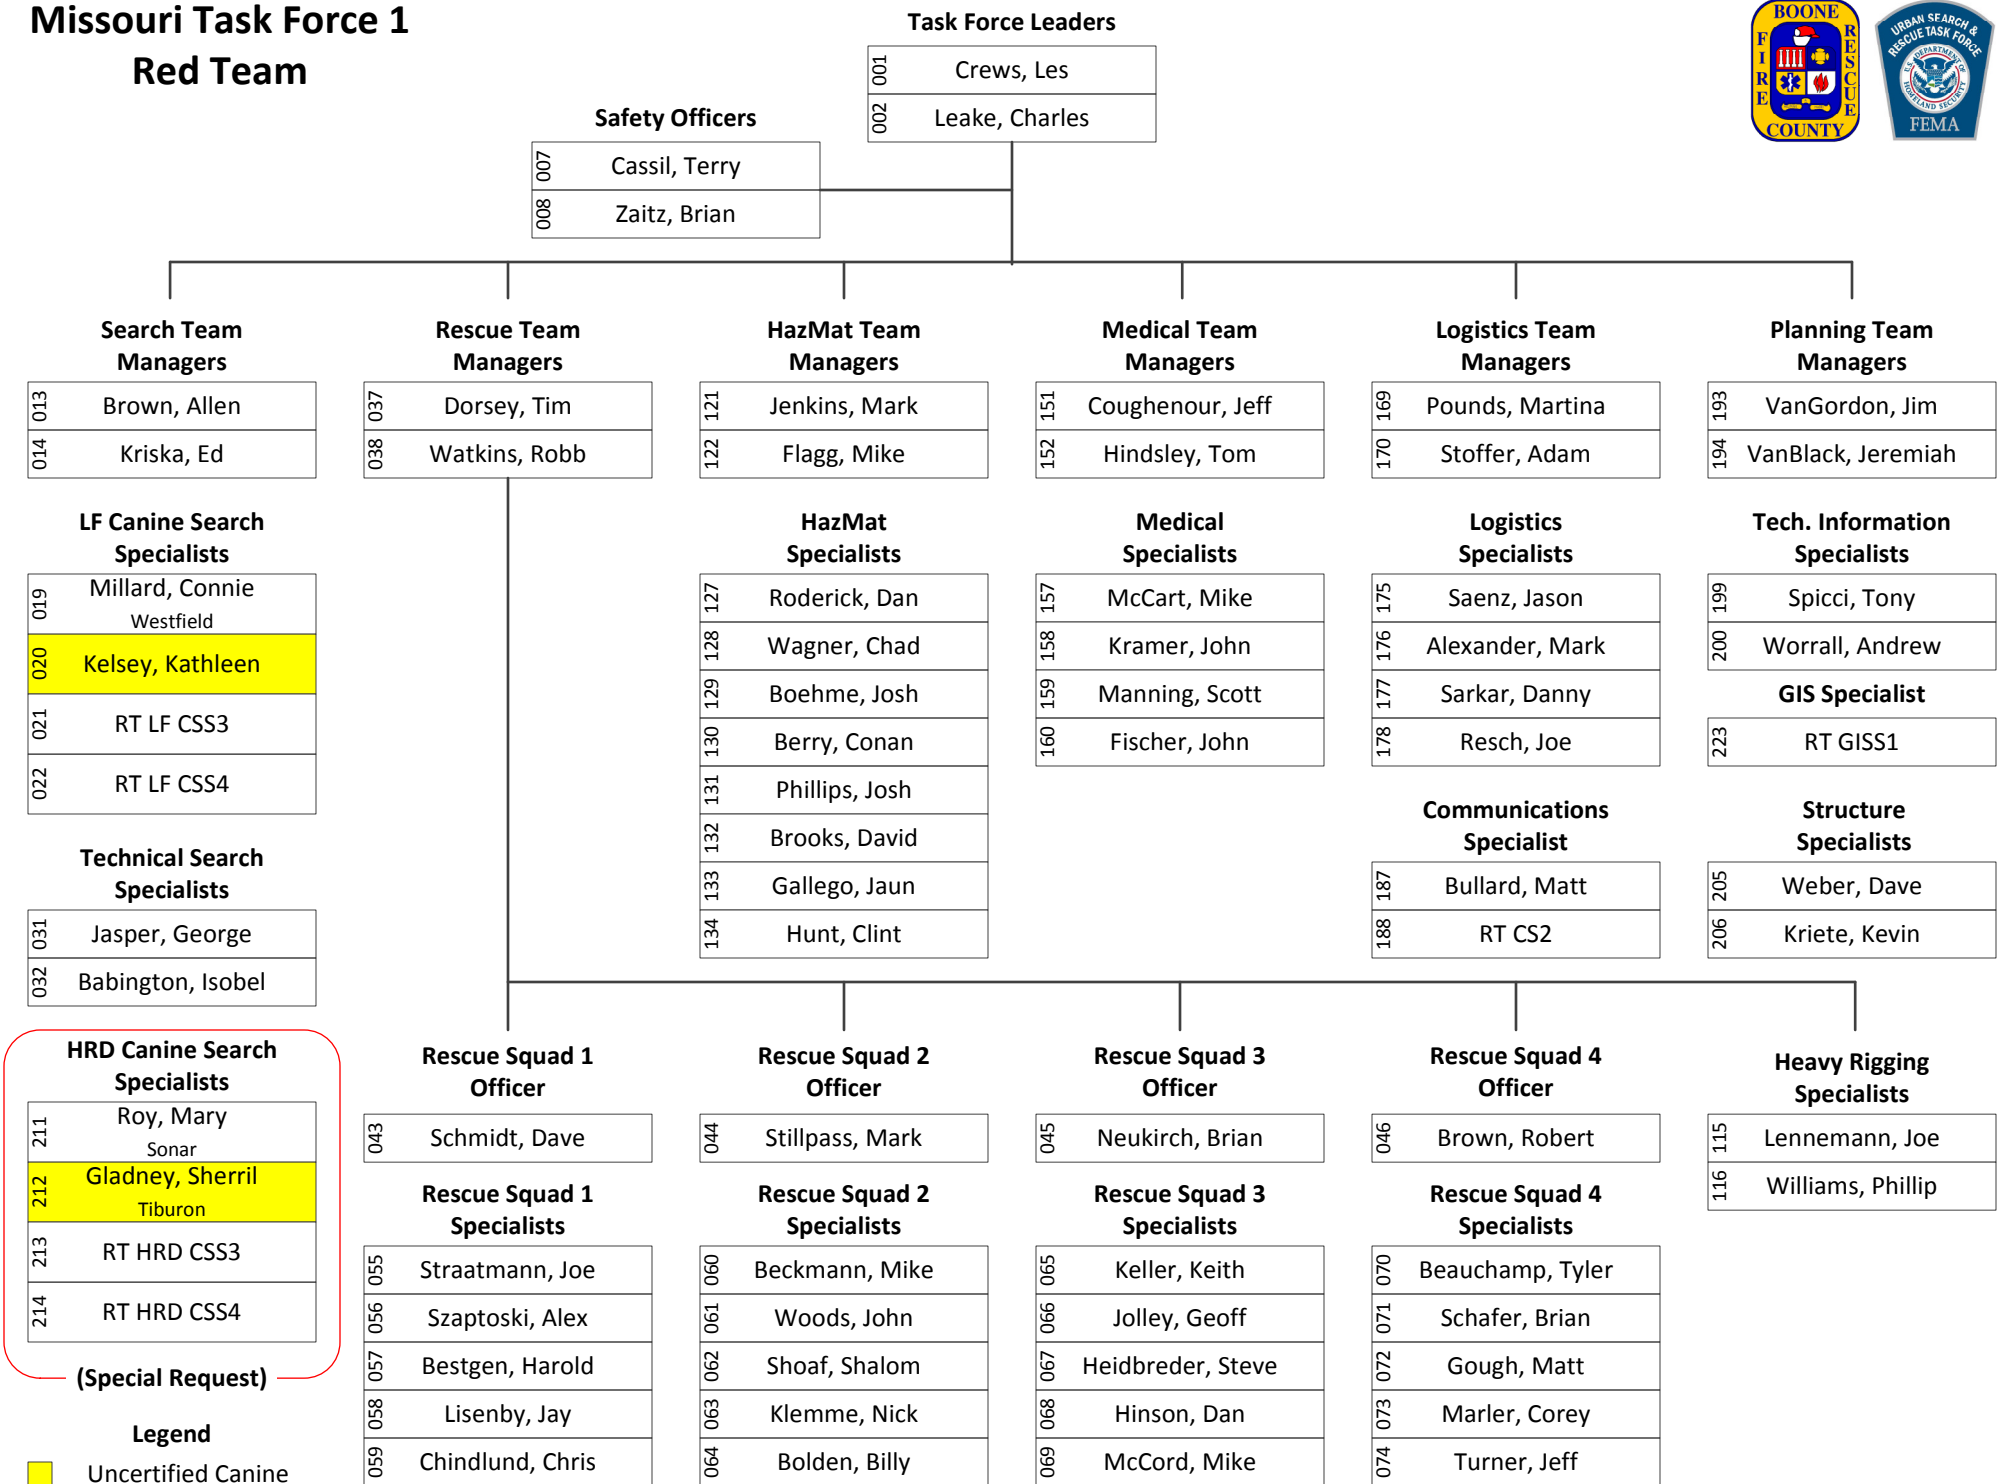 Missouri Task Force 1
Red Team
Task Force Leaders
001 Crews, Les
002 Leake, Charles
BOONE
FIRE
RESCUE
COUNTY
URBAN SEARCH &
RESCUE TASK FORCE
U.S. DEPARTMENT OF
HOMELAND SECURITY
FEMA
Safety Officers
007 Cassil, Terry
008 Zaitz, Brian
Search Team
Managers
013 Brown, Allen
014 Kriska, Ed
LF Canine Search
Specialists
019 Millard, Connie
Westfield
020 Kelsey, Kathleen
021 RT LF CSS3
022 RT LF CSS4
Technical Search
Specialists
031 Jasper, George
032 Babington, Isobel
HRD Canine Search
Specialists
211 Roy, Mary
Sonar
212 Gladney, Sherril
Tiburon
213 RT HRD CSS3
214 RT HRD CSS4
(Special Request)
Legend
Uncertified Canine
Rescue Team
Managers
037 Dorsey, Tim
038 Watkins, Robb
HazMat Team
Managers
121 Jenkins, Mark
122 Flagg, Mike
HazMat
Specialists
127 Roderick, Dan
128 Wagner, Chad
129 Boehme, Josh
130 Berry, Conan
131 Phillips, Josh
132 Brooks, David
133 Gallego, Jaun
134 Hunt, Clint
Medical Team
Managers
151 Coughenour, Jeff
152 Hindsley, Tom
Medical
Specialists
157 McCart, Mike
158 Kramer, John
159 Manning, Scott
160 Fischer, John
Logistics Team
Managers
169 Pounds, Martina
170 Stoffer, Adam
Logistics
Specialists
175 Saenz, Jason
176 Alexander, Mark
177 Sarkar, Danny
178 Resch, Joe
Communications
Specialist
187 Bullard, Matt
188 RT CS2
Planning Team
Managers
193 VanGordon, Jim
194 VanBlack, Jeremiah
Tech. Information
Specialists
199 Spicci, Tony
200 Worrall, Andrew
GIS Specialist
223 RT GISS1
Structure
Specialists
205 Weber, Dave
206 Kriete, Kevin
Rescue Squad 1
Officer
043 Schmidt, Dave
Rescue Squad 1
Specialists
055 Straatmann, Joe
056 Szaptoski, Alex
057 Bestgen, Harold
058 Lisenby, Jay
059 Chindlund, Chris
Rescue Squad 2
Officer
044 Stillpass, Mark
Rescue Squad 2
Specialists
060 Beckmann, Mike
061 Woods, John
062 Shoaf, Shalom
063 Klemme, Nick
064 Bolden, Billy
Rescue Squad 3
Officer
045 Neukirch, Brian
Rescue Squad 3
Specialists
065 Keller, Keith
066 Jolley, Geoff
067 Heidbreder, Steve
068 Hinson, Dan
069 McCord, Mike
Rescue Squad 4
Officer
046 Brown, Robert
Rescue Squad 4
Specialists
070 Beauchamp, Tyler
071 Schafer, Brian
072 Gough, Matt
073 Marler, Corey
074 Turner, Jeff
Heavy Rigging
Specialists
115 Lennemann, Joe
116 Williams, Phillip